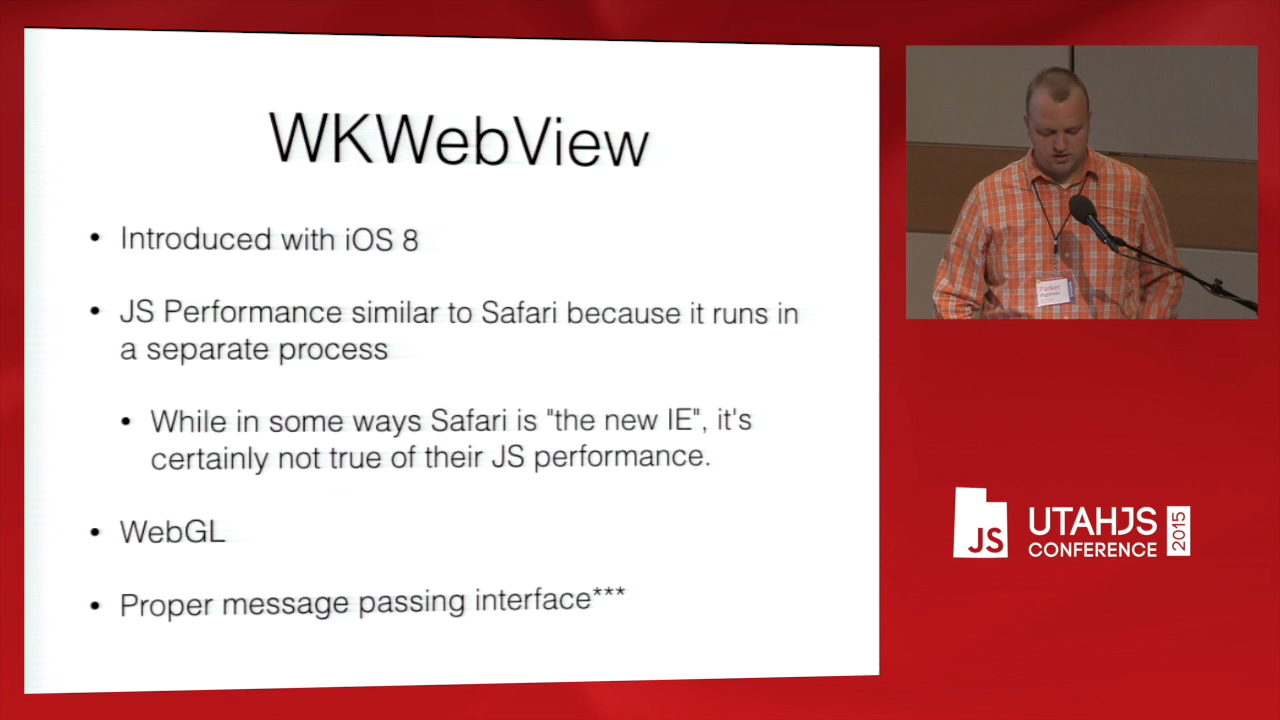 WKWebView
• Introduced with iOS 8
• JS Performance similar to Safari because it runs in
a separate process
• While in some ways Safari is "the new IE", it's
certainly not true of their JS performance.
• WebGL
• Proper message passing interface***
Parker
JS
UTAHJS
CONFERENCE
2015